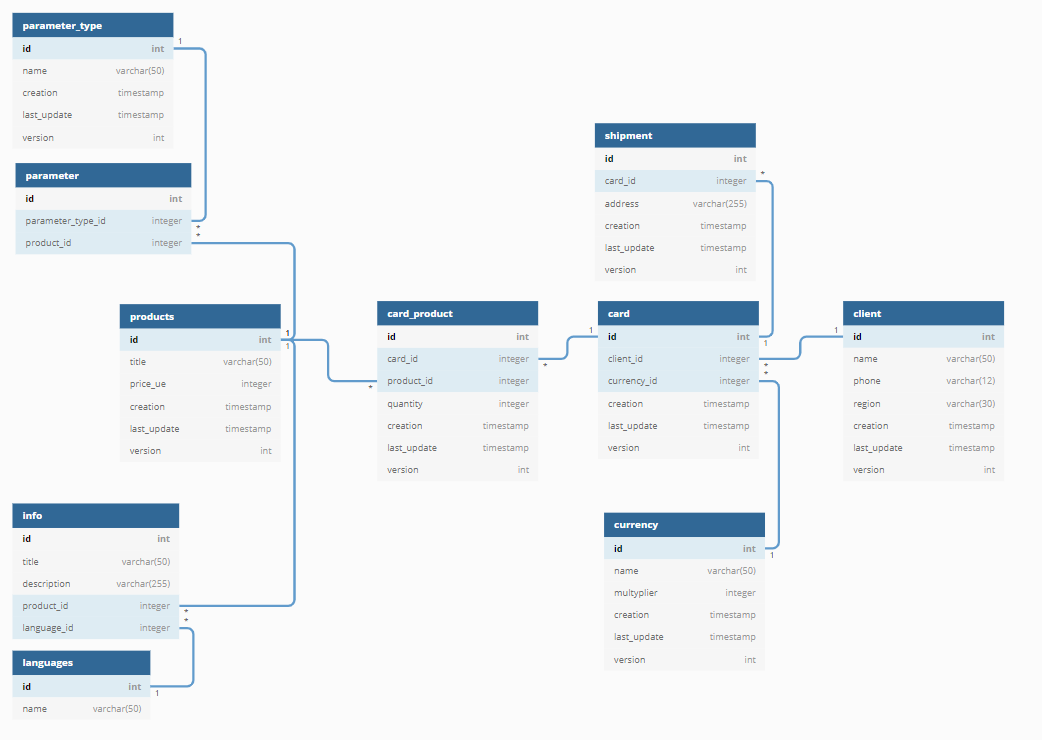 parameter_type
id int
name varchar(50)
creation timestamp
last_update timestamp
version int
1
parameter
id int
parameter_type_id integer
product_id integer
*
*
products
id int
title varchar(50)
price_ue integer
creation timestamp
last_update timestamp
version int
1
1
info
id int
title varchar(50)
description varchar(255)
product_id integer
language_id integer
*
*
languages
id int
name varchar(50)
1
card_product
id int
card_id integer
product_id integer
quantity integer
creation timestamp
last_update timestamp
version int
*
*
shipment
id int
card_id integer
address varchar(255)
creation timestamp
last_update timestamp
version int
*
card
id int
client_id integer
currency_id integer
creation timestamp
last_update timestamp
version int
1
1
*
*
currency
id int
name varchar(50)
multyplier integer
creation timestamp
last_update timestamp
version int
1
client
id int
name varchar(50)
phone varchar(12)
region varchar(30)
creation timestamp
last_update timestamp
version int
1